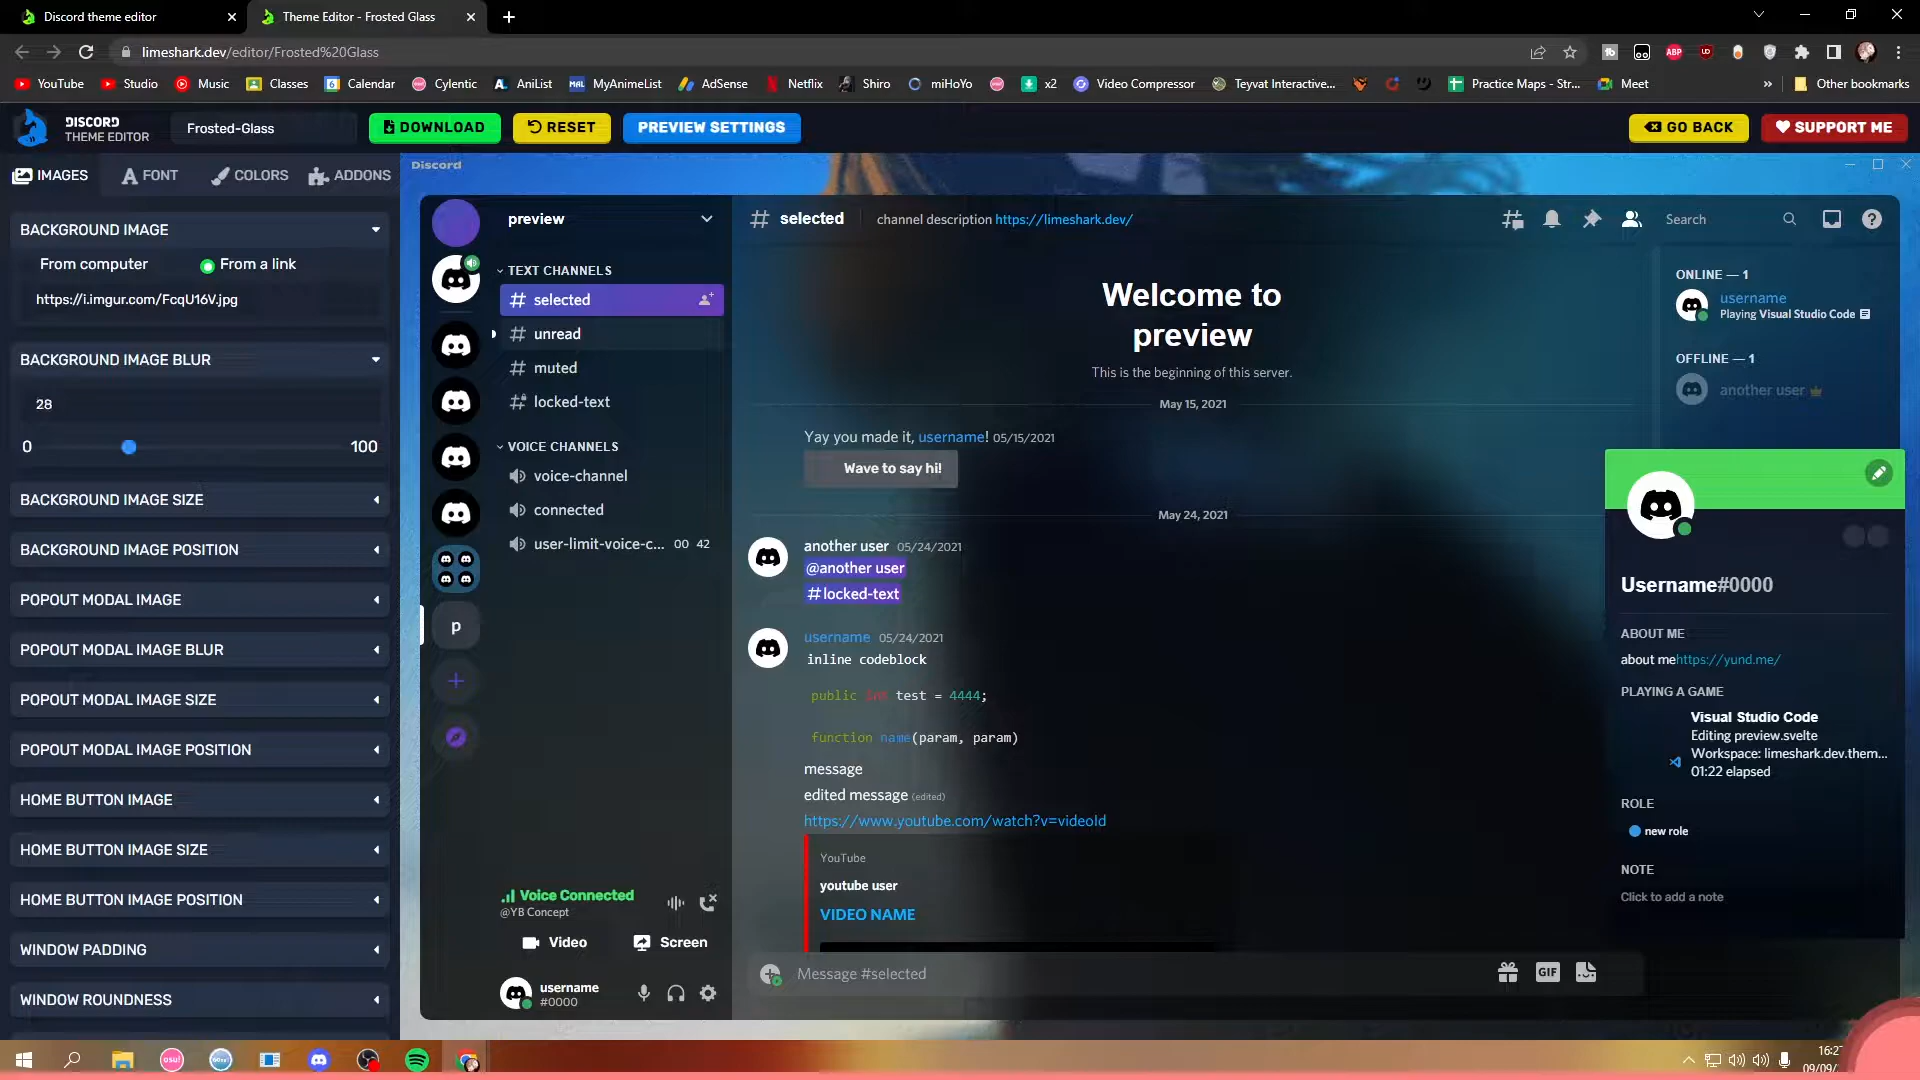 Discord theme editor
Theme Editor - Frosted Glass
limeshark.dev/editor/Frosted%20Glass
YouTube
Studio
Music
Classes
Calendar
Cylentic
AniList
MyAnimeList
AdSense
Netflix
Shiro
miHoYo
x2
Video Compressor
Teyvat Interactive...
Practice Maps - Str...
Meet
»
Other bookmarks
DISCORD
THEME EDITOR
Frosted-Glass
DOWNLOAD
RESET
PREVIEW SETTINGS
GO BACK
SUPPORT ME
IMAGES
FONT
COLORS
ADDONS
BACKGROUND IMAGE
From computer
From a link
https://i.imgur.com/FcqU16V.jpg
BACKGROUND IMAGE BLUR
28
0
100
BACKGROUND IMAGE SIZE
BACKGROUND IMAGE POSITION
POPOUT MODAL IMAGE
POPOUT MODAL IMAGE BLUR
POPOUT MODAL IMAGE SIZE
POPOUT MODAL IMAGE POSITION
HOME BUTTON IMAGE
HOME BUTTON IMAGE SIZE
HOME BUTTON IMAGE POSITION
WINDOW PADDING
WINDOW ROUNDNESS
Discord
p
preview
TEXT CHANNELS
selected
unread
muted
locked-text
VOICE CHANNELS
voice-channel
connected
user-limit-voice-c... 00 42
Voice Connected
@YB Concept
Video
Screen
username
#0000
selected
channel description https://limeshark.dev/
Search
Welcome to
preview
This is the beginning of this server.
May 15, 2021
Yay you made it, username! 05/15/2021
Wave to say hi!
May 24, 2021
another user 05/24/2021
@another user
#locked-text
username 05/24/2021
inline codeblock
public int test = 4444;
function name(param, param)
message
edited message (edited)
https://www.youtube.com/watch?v=videoId
YouTube
youtube user
VIDEO NAME
Message #selected
GIF
ONLINE — 1
username
Playing Visual Studio Code
OFFLINE — 1
another user
Username#0000
ABOUT ME
about mehttps://yund.me/
PLAYING A GAME
Visual Studio Code
Editing preview.svelte
Workspace: limeshark.dev.them...
01:22 elapsed
ROLE
new role
NOTE
Click to add a note
osu!
16:2
09/09/